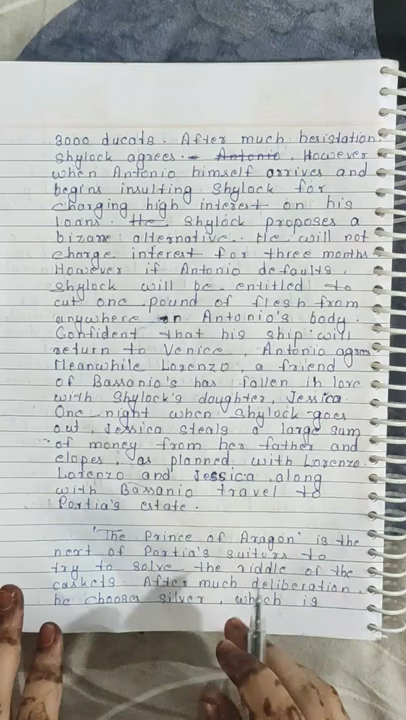 3000 ducats. After much hesistation.
Shylock agrees. Antonio, However
when Antonio himself arrives and
begins insulting Shylock for
charging high interest on his
loans. He Shylock proposes a
bizare alternative. He will not
charge interest for three months
However if Antonio defaults,
Shylock will be entitled to
cut one pound of flesh from
anywhere on Antonio's body.
Confident that his ship will
return to Venice, Antonio agrees
Meanwhile Lorenzo, a friend
of Bassanio's has fallen in love
with Shylock's daughter, Jessica.
One night when Shylock goes
out, Jessica steals a large sum
of money from her father and
elopes, as planned with Lorenzo.
Lorenzo and Jessica, along
with Bassanio travel to
Portia's estate.
'The Prince of Aragon' is the
next of Portia's suitors to
try to solve the riddle of the
caskets After much deliberation,
he chooses silver, which is